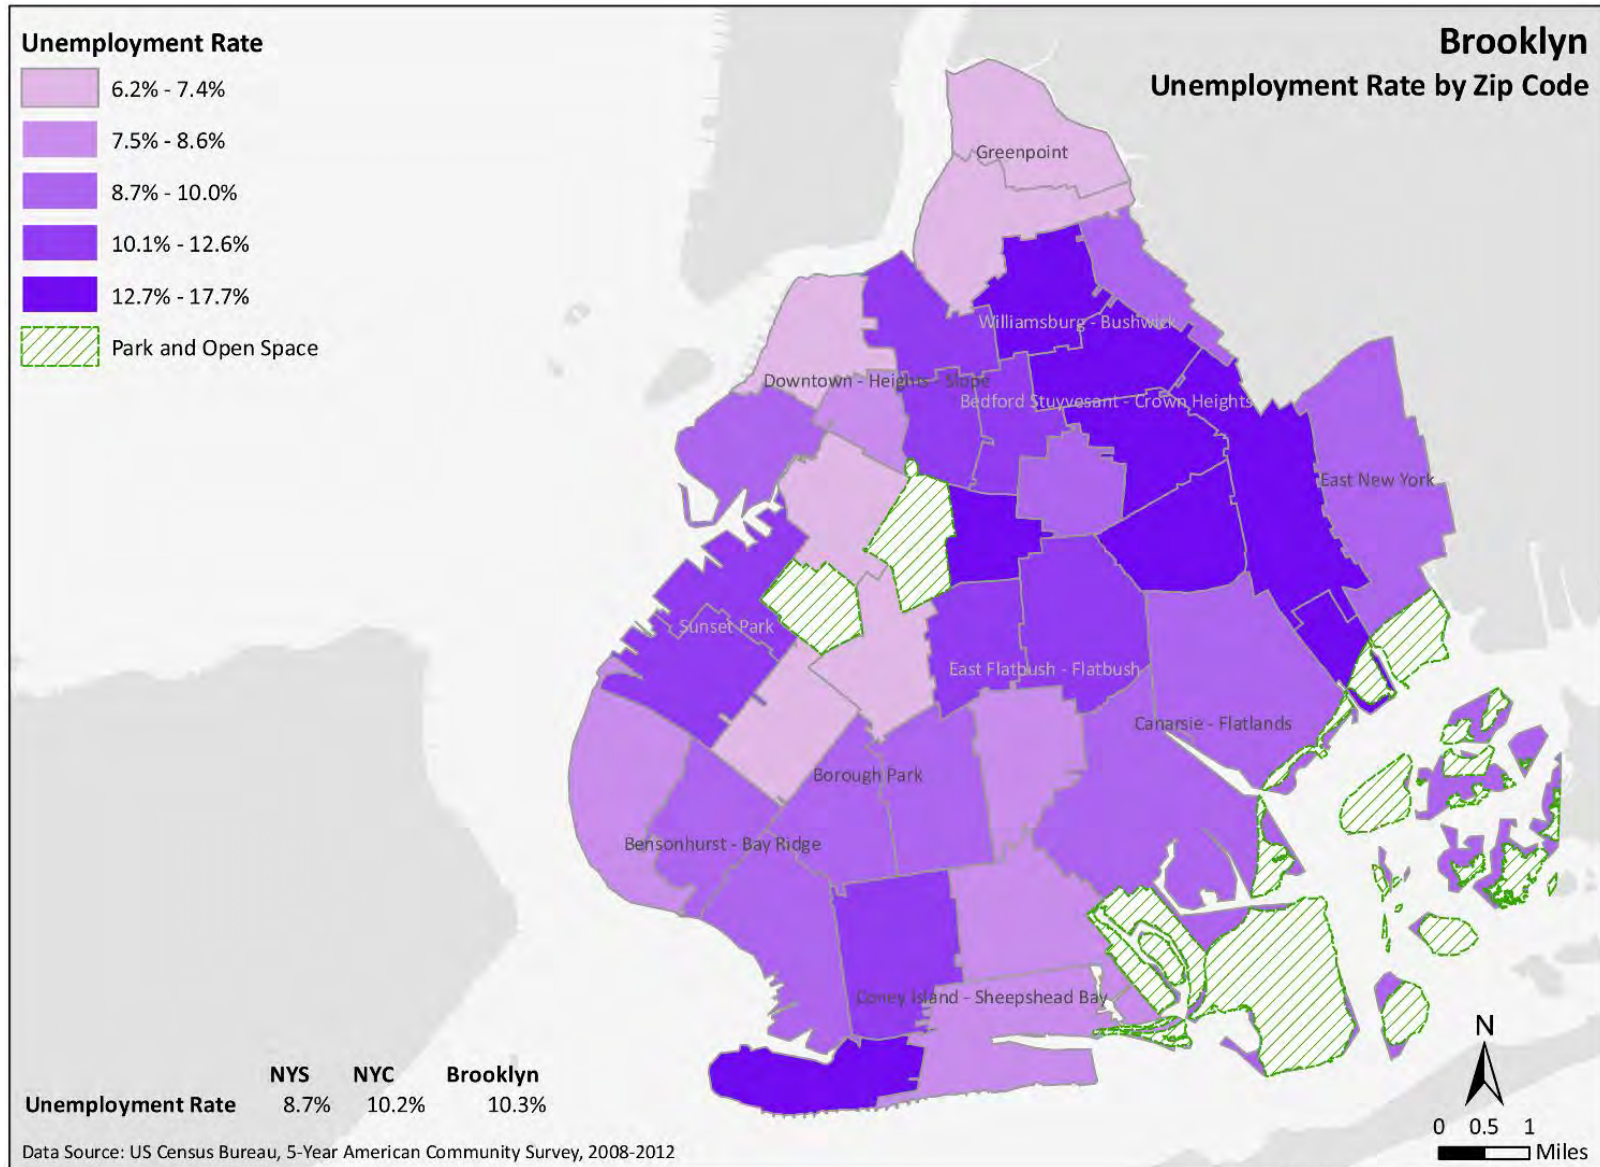 Brooklyn
Unemployment Rate by Zip Code
Unemployment Rate
6.2% - 7.4%
7.5% - 8.6%
8.7% - 10.0%
10.1% - 12.6%
12.7% - 17.7%
Park and Open Space
Greenpoint
Williamsburg - Bushwick
Downtown - Heights - Slope
Bedford Stuyvesant - Crown Heights
East New York
Sunset Park
East Flatbush - Flatbush
Canarsie - Flatlands
Borough Park
Bensonhurst - Bay Ridge
Coney Island - Sheepshead Bay
NYS NYC Brooklyn
Unemployment Rate 8.7% 10.2% 10.3%
Data Source: US Census Bureau, 5-Year American Community Survey, 2008-2012
N
0 0.5 1
Miles